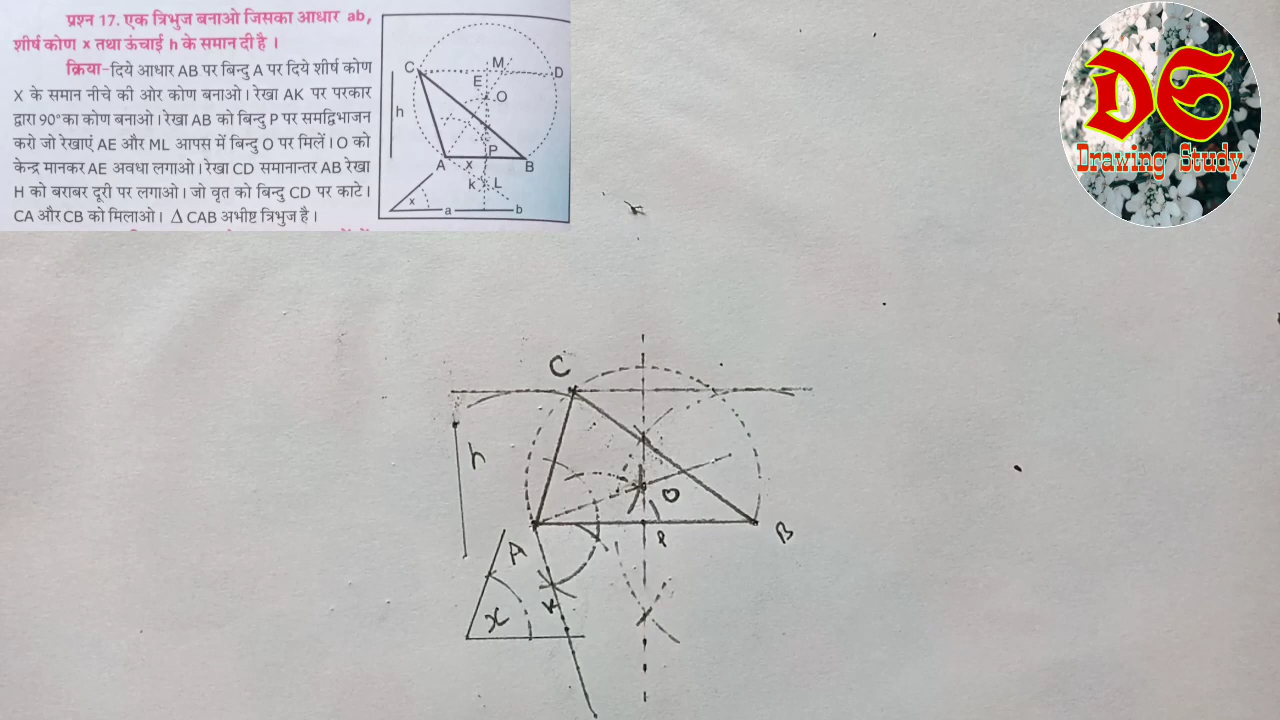 प्रश्न 17. एक त्रिभुज बनाओ जिसका आधार ab,
शीर्ष कोण x तथा ऊंचाई h के समान दी है ।
क्रिया-दिये आधार AB पर बिन्दु A पर दिये शीर्ष कोण
X के समान नीचे की ओर कोण बनाओ। रेखा AK पर परकार
द्वारा 90° का कोण बनाओ। रेखा AB को बिन्दु P पर समद्विभाजन
करो जो रेखाएं AE और ML आपस में बिन्दु O पर मिलें। O को
केन्द्र मानकर AE अवधा लगाओ। रेखा CD समानान्तर AB रेखा
H को बराबर दूरी पर लगाओ। जो वृत को बिन्दु CD पर काटे।
CA और CB को मिलाओ। Δ CAB अभीष्ट त्रिभुज है।
C
M
D
E
O
h
A
x
P
B
k
L
x
a
b
DS
Drawing Study
C
h
O
A
P
B
K
x